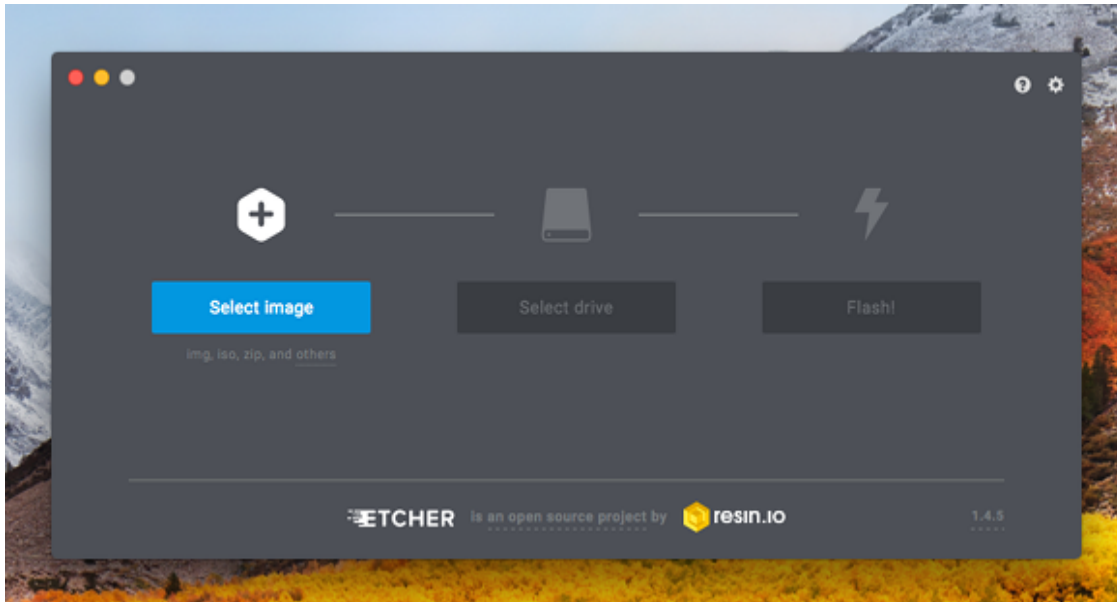 Select image
Select drive
Flash!
img, iso, zip, and others
ETCHER is an open source project by resin.io
1.4.5